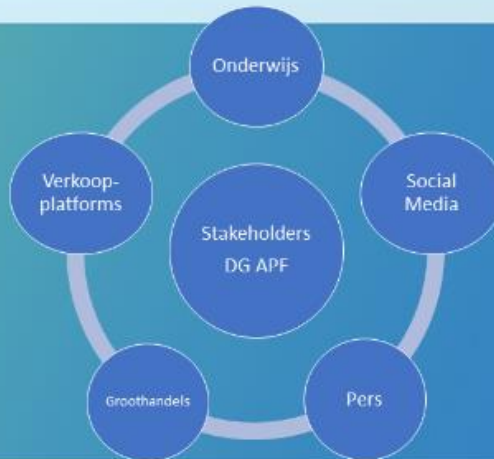 Onderwijs
Verkoop-
platforms
Social
Media
Stakeholders
DG APF
Groothandels
Pers